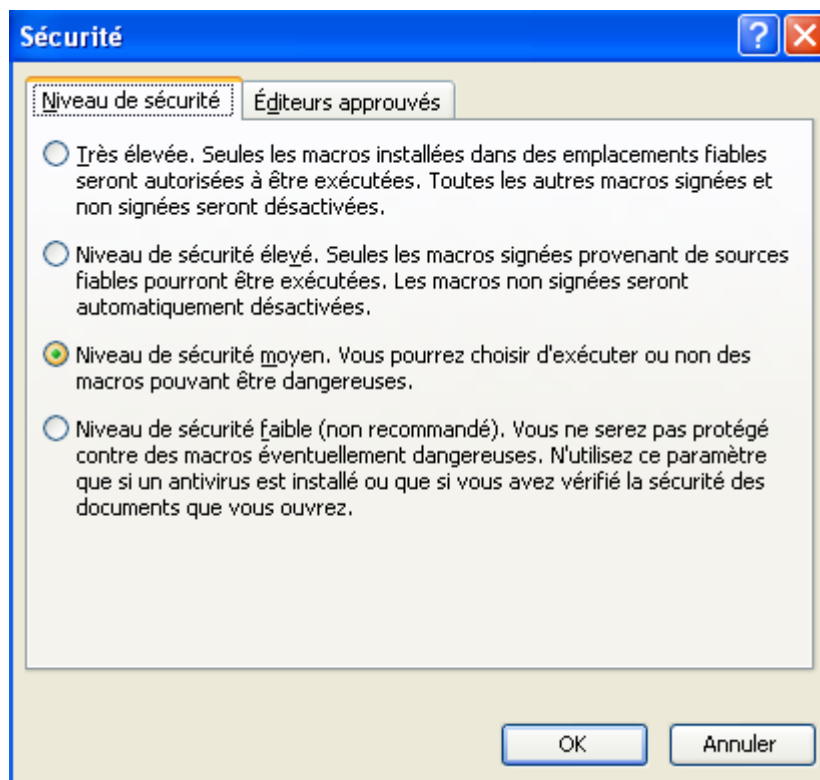 Sécurité
Niveau de sécurité
Éditeurs approuvés
Très élevée. Seules les macros installées dans des emplacements fiables
seront autorisées à être exécutées. Toutes les autres macros signées et
non signées seront désactivées.
Niveau de sécurité élevé. Seules les macros signées provenant de sources
fiables pourront être exécutées. Les macros non signées seront
automatiquement désactivées.
Niveau de sécurité moyen. Vous pourrez choisir d'exécuter ou non des
macros pouvant être dangereuses.
Niveau de sécurité faible (non recommandé). Vous ne serez pas protégé
contre des macros éventuellement dangereuses. N'utilisez ce paramètre
que si un antivirus est installé ou que si vous avez vérifié la sécurité des
documents que vous ouvrez.
OK
Annuler